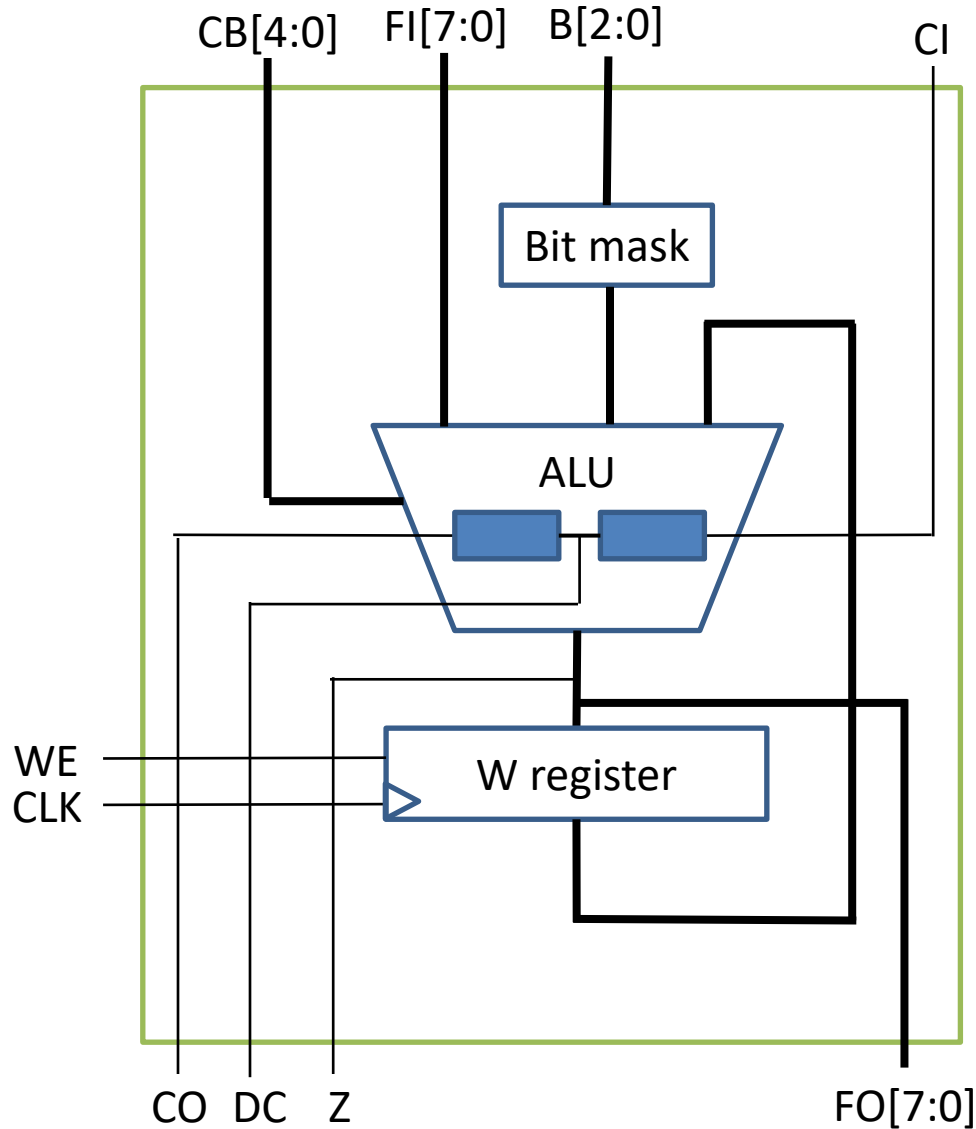 CB[4:0]
FI[7:0]
B[2:0]
CI
Bit mask
ALU
W register
WE
CLK
CO
DC
Z
FO[7:0]